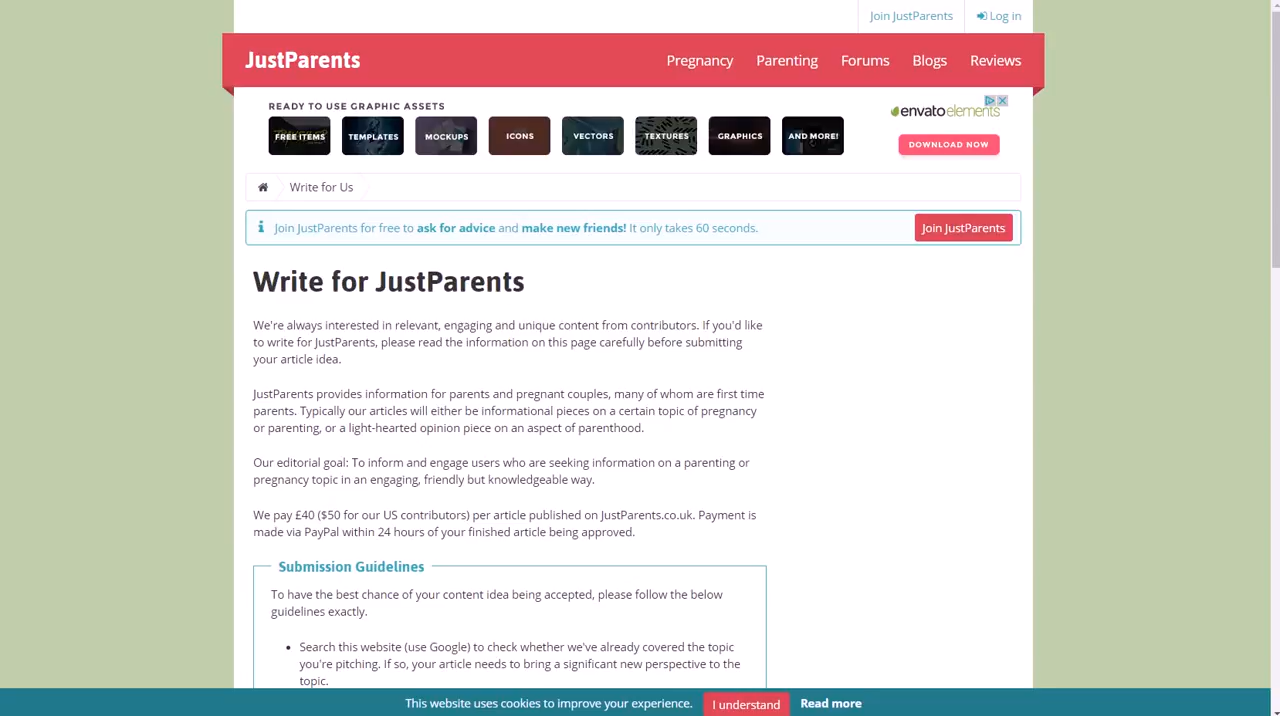 Join JustParents
Log in
JustParents
Pregnancy
Parenting
Forums
Blogs
Reviews
READY TO USE GRAPHIC ASSETS
FREE ITEMS
TEMPLATES
MOCKUPS
ICONS
VECTORS
TEXTURES
GRAPHICS
AND MORE!
envatoelements
DOWNLOAD NOW
Write for Us
Join JustParents for free to ask for advice and make new friends! It only takes 60 seconds.
Join JustParents
Write for JustParents
We're always interested in relevant, engaging and unique content from contributors. If you'd like
to write for JustParents, please read the information on this page carefully before submitting
your article idea.
JustParents provides information for parents and pregnant couples, many of whom are first time
parents. Typically our articles will either be informational pieces on a certain topic of pregnancy
or parenting, or a light-hearted opinion piece on an aspect of parenthood.
Our editorial goal: To inform and engage users who are seeking information on a parenting or
pregnancy topic in an engaging, friendly but knowledgeable way.
We pay £40 ($50 for our US contributors) per article published on JustParents.co.uk. Payment is
made via PayPal within 24 hours of your finished article being approved.
Submission Guidelines
To have the best chance of your content idea being accepted, please follow the below
guidelines exactly.
• Search this website (use Google) to check whether we've already covered the topic
you're pitching. If so, your article needs to bring a significant new perspective to the
topic.
This website uses cookies to improve your experience.
I understand
Read more